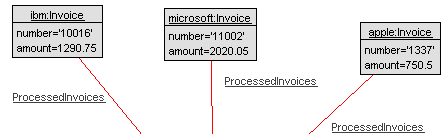 ibm:Invoice
number='10016'
amount=1290.75
microsoft:Invoice
number='11002'
amount=2020.05
apple:Invoice
number='1337'
amount=750.5
ProcessedInvoices
ProcessedInvoices
ProcessedInvoices